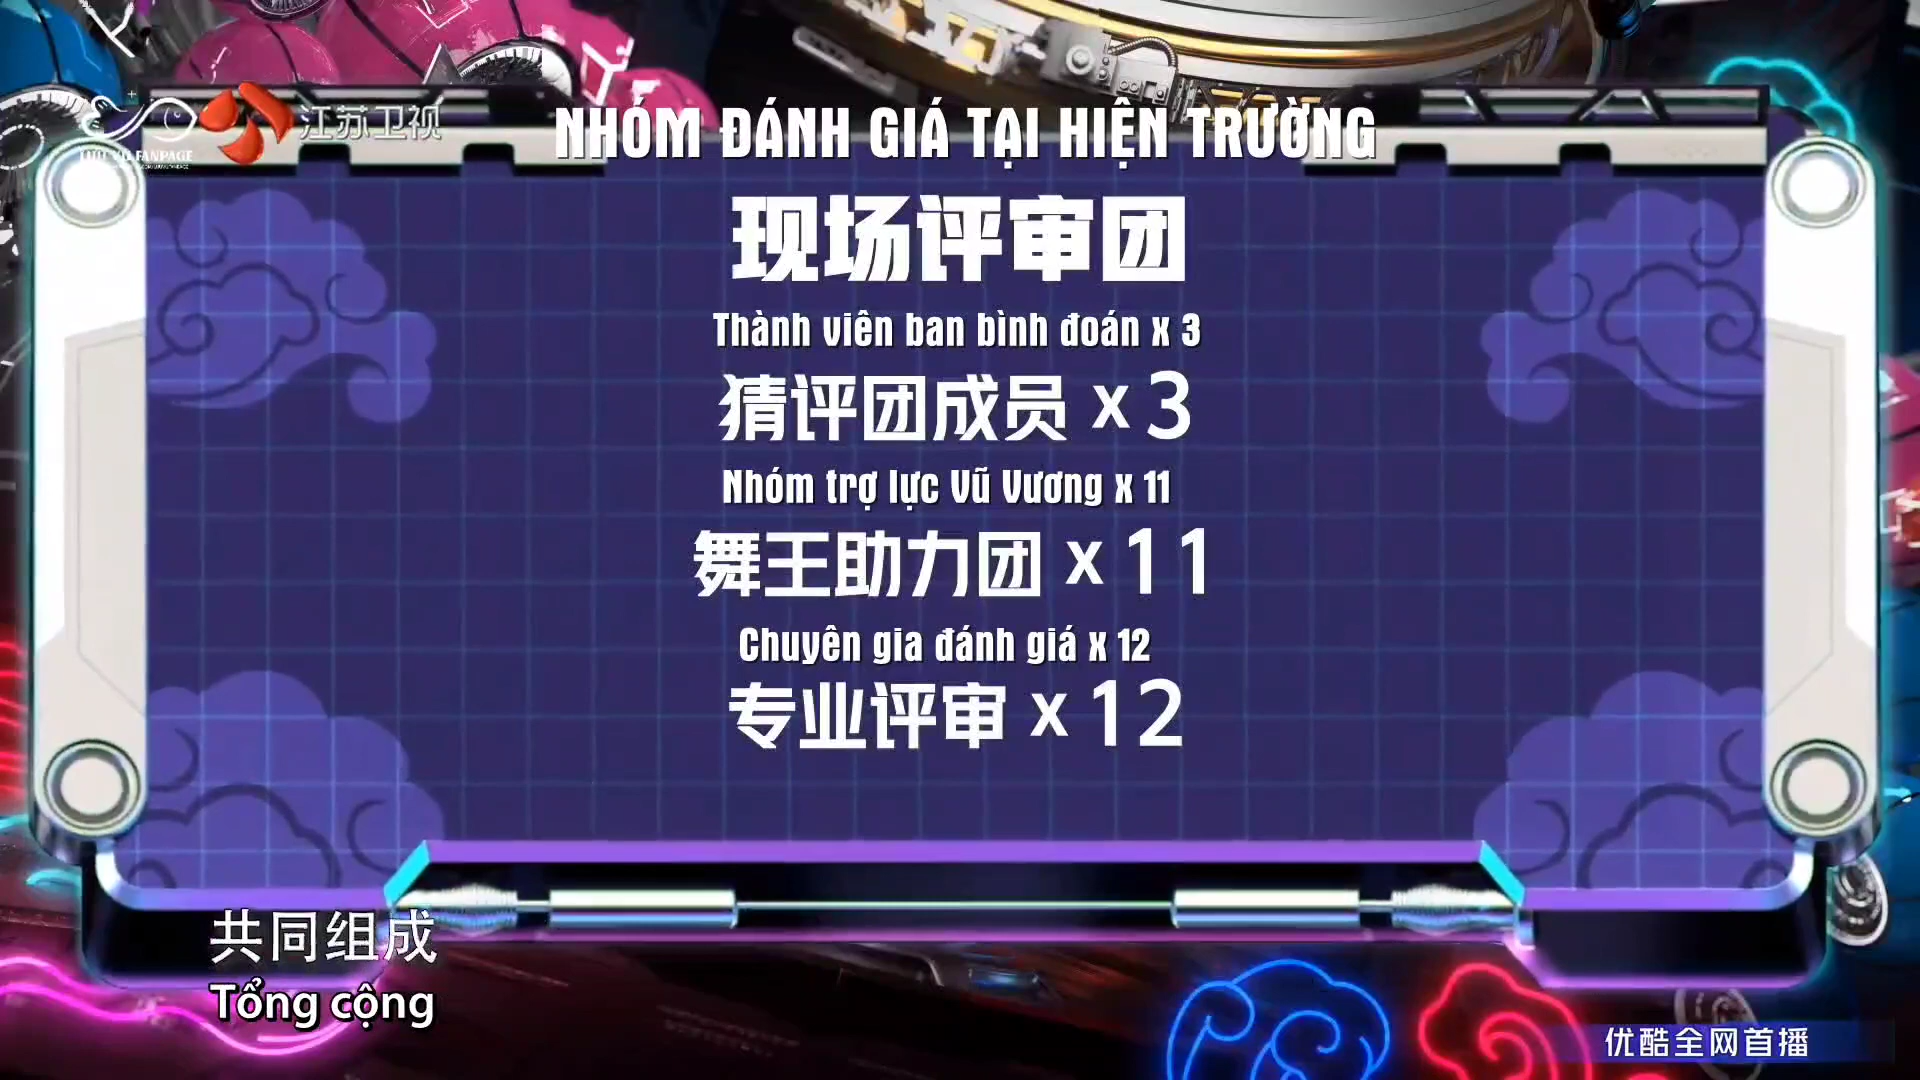 江苏卫视
NHÓM ĐÁNH GIÁ TẠI HIỆN TRƯỜNG
现场评审团
Thành viên ban bình đoán x 3
猜评团成员 x 3
Nhóm trợ lực Vũ Vương x 11
舞王助力团 x 11
Chuyên gia đánh giá x 12
专业评审 x 12
共同组成
Tổng cộng
优酷全网首播